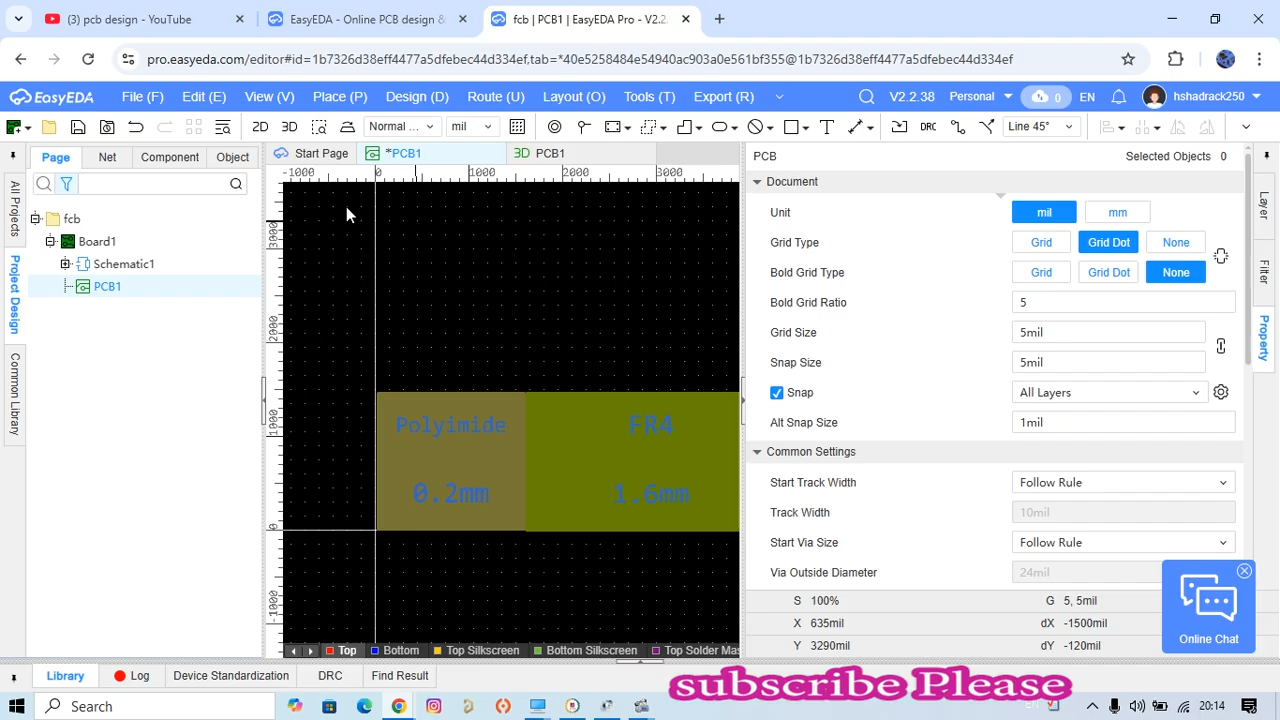 (3) pcb design - YouTube
EasyEDA - Online PCB design &
fcb | PCB1 | EasyEDA Pro - V2.2.
pro.easyeda.com/editor#id=1b7326d38eff4477a5dfebec44d334ef,tab=*40e5258484e54940ac903a0e561bf355@1b7326d38eff4477a5dfebec44d334ef
EasyEDA
File (F)
Edit (E)
View (V)
Place (P)
Design (D)
Route (U)
Layout (O)
Tools (T)
Export (R)
V2.2.38
Personal
0
EN
hshadrack250
2D
3D
Normal ...
mil
DRC
Line 45°
Page
Net
Component
Object
Start Page
*PCB1
3D PCB1
PCB
Selected Objects 0
All Projects
Project Design
Common Library
fcb
Board1
Schematic1
PCB1
-1000
0
1000
2000
3000
3000
2000
1000
0
-1000
Polyimide
FR4
0.2mm
1.6mm
Document
Unit
mil
mm
Grid Type
Grid
Grid Dot
None
Bold Grid Type
Grid
Grid Dot
None
Bold Grid Ratio
5
Grid Size
5mil
Snap Size
5mil
Snap
All Layers
Alt Snap Size
1mil
Common Settings
Start Track Width
Follow Rule
Track Width
10mil
Start Via Size
Follow Rule
Via Outside Diameter
24mil
S 100%
G 5, 5mil
X 635mil
dX -1500mil
Y 3290mil
dY -120mil
Layer
Filter
Property
Online Chat
Top
Bottom
Top Silkscreen
Bottom Silkscreen
Top Solder Mas
Library
Log
Device Standardization
DRC
Find Result
subscribe Please
Search
20:14